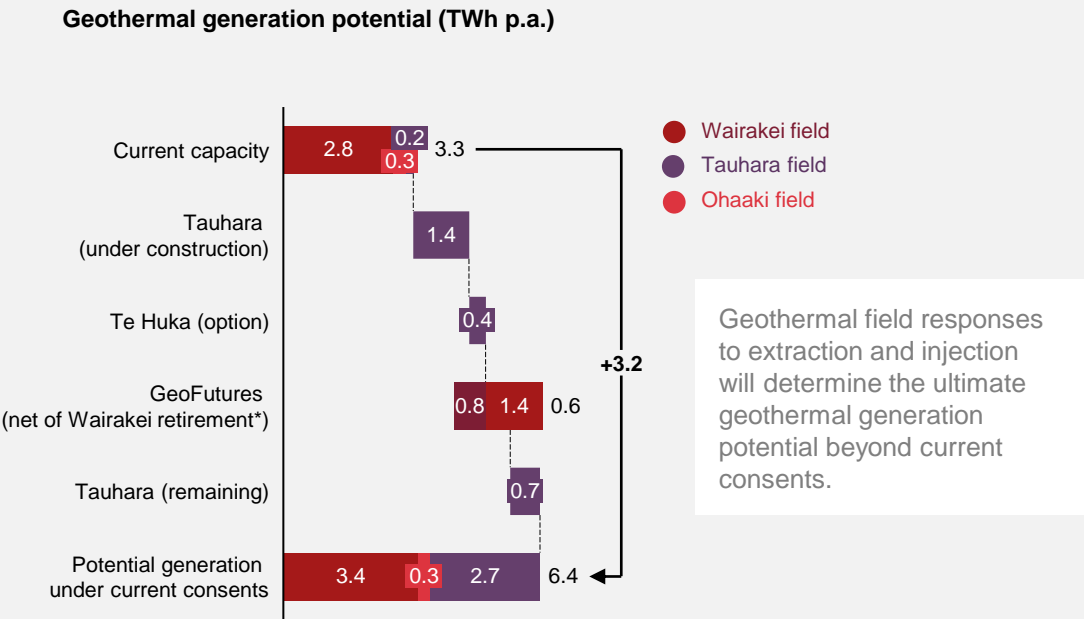 Geothermal generation potential (TWh p.a.)
Current capacity
2.8
0.2
0.3
3.3
Wairakei field
Tauhara field
Ohaaki field
Tauhara
(under construction)
1.4
Te Huka (option)
0.4
+3.2
GeoFutures
(net of Wairakei retirement*)
0.8
1.4
0.6
Tauhara (remaining)
0.7
Potential generation
under current consents
3.4
0.3
2.7
6.4
Geothermal field responses
to extraction and injection
will determine the ultimate
geothermal generation
potential beyond current
consents.